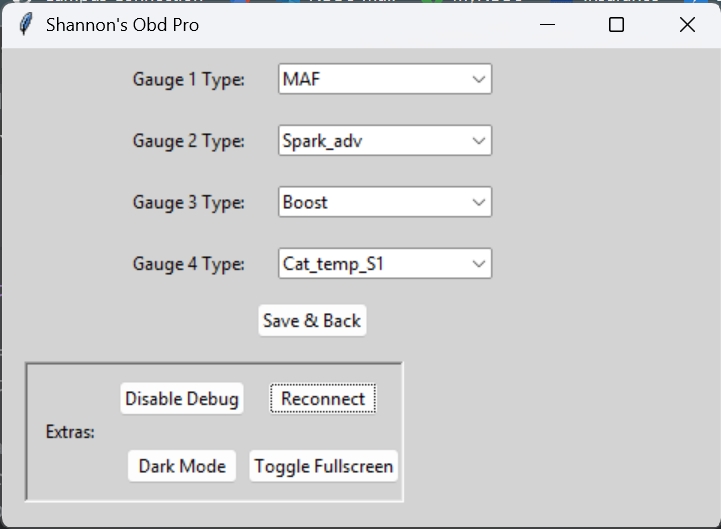 Shannon's Obd Pro
Gauge 1 Type: MAF
Gauge 2 Type: Spark_adv
Gauge 3 Type: Boost
Gauge 4 Type: Cat_temp_S1
Save & Back
Disable Debug Reconnect
Extras:
Dark Mode Toggle Fullscreen